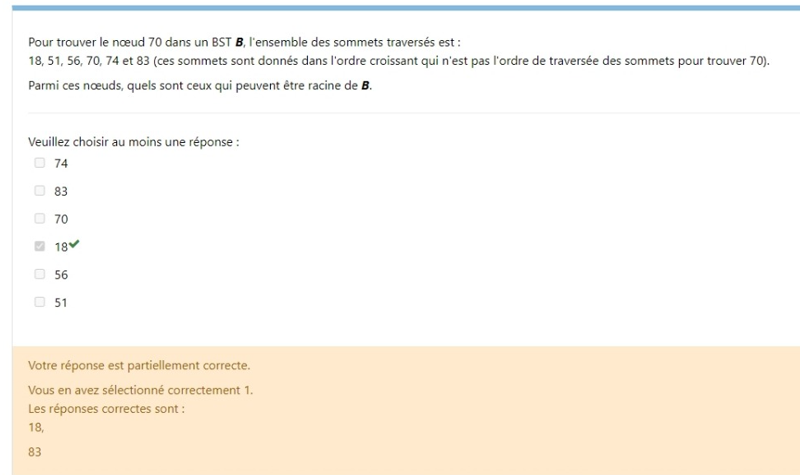 Pour trouver le nœud 70 dans un BST B, l'ensemble des sommets traversés est :
18, 51, 56, 70, 74 et 83 (ces sommets sont donnés dans l'ordre croissant qui n'est pas l'ordre de traversée des sommets pour trouver 70).
Parmi ces nœuds, quels sont ceux qui peuvent être racine de B.
Veuillez choisir au moins une réponse :
74
83
70
18
56
51
Votre réponse est partiellement correcte.
Vous en avez sélectionné correctement 1.
Les réponses correctes sont :
18,
83